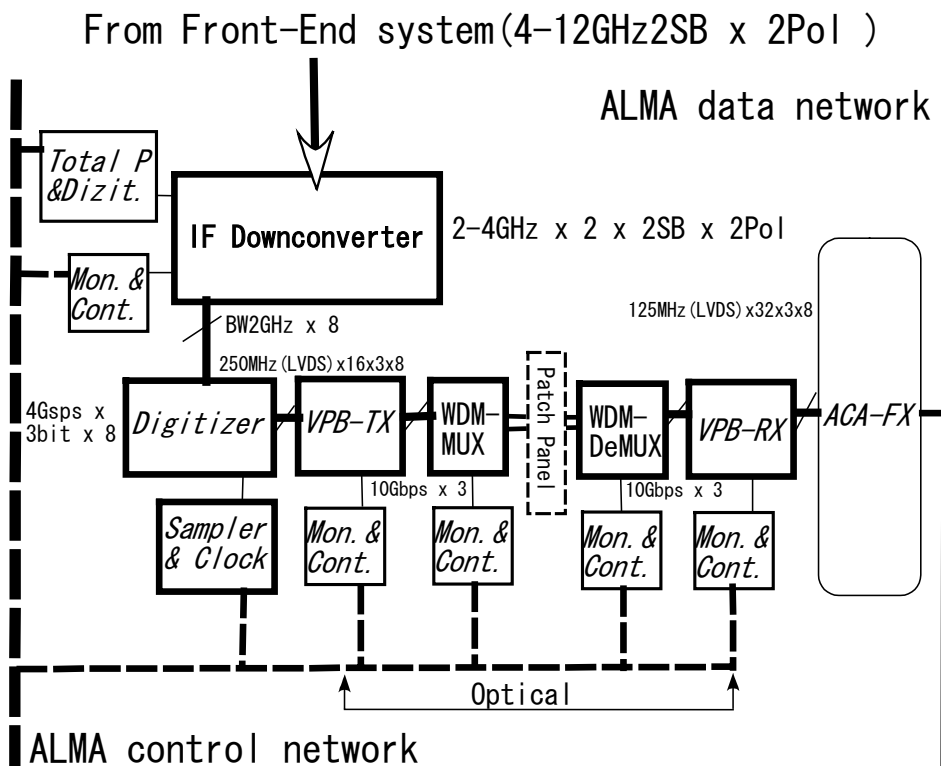 From Front-End system(4-12GHz2SB x 2Pol )
ALMA data network
Total P
&Dizit.
IF Downconverter
2-4GHz x 2 x 2SB x 2Pol
Mon. &
Cont.
BW2GHz x 8
125MHz(LVDS)x32x3x8
250MHz(LVDS)x16x3x8
4Gsps x
3bit x 8
Digitizer
VPB-TX
WDM-
MUX
Patch Panel
WDM-
DeMUX
VPB-RX
ACA-FX
10Gbps x 3
10Gbps x 3
Sampler
& Clock
Mon. &
Cont.
Mon. &
Cont.
Mon. &
Cont.
Mon. &
Cont.
Optical
ALMA control network